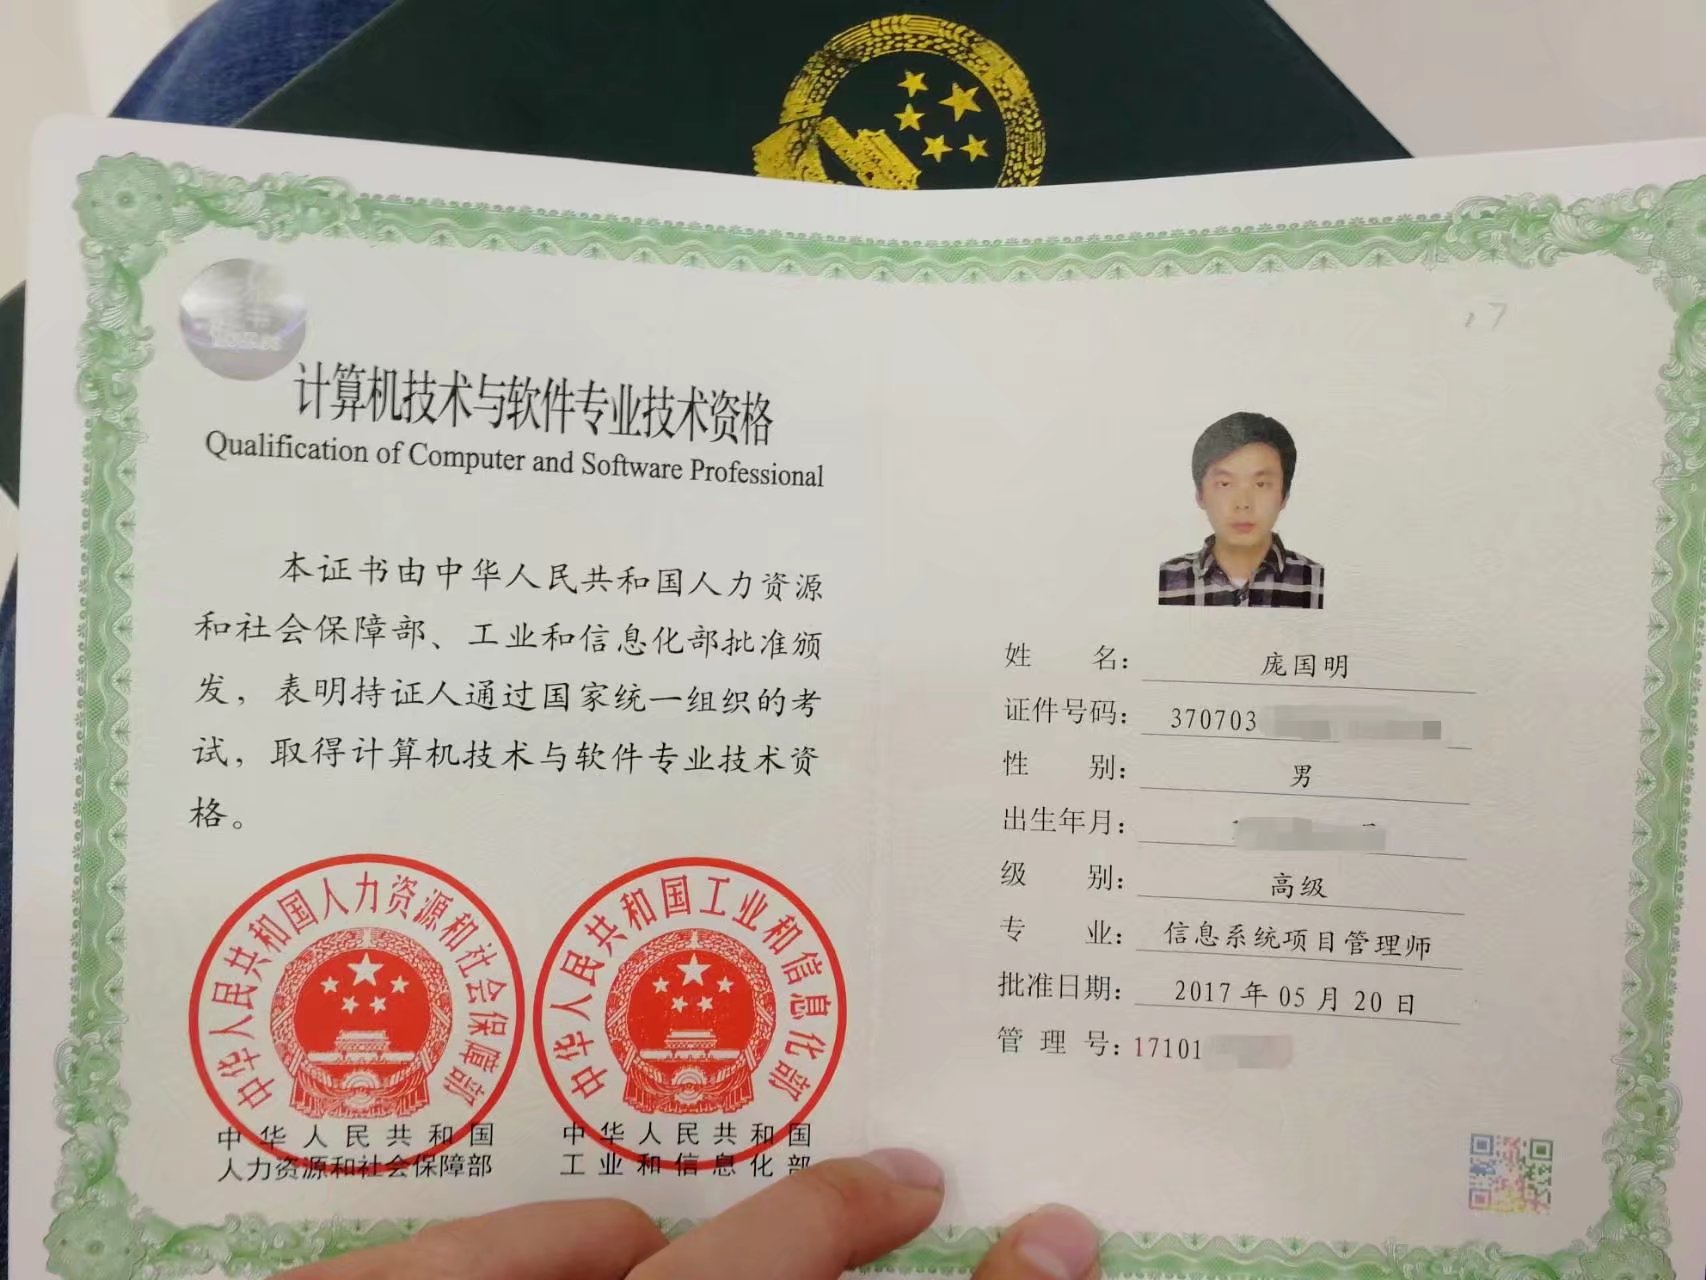 计算机技术与软件专业技术资格
Qualification of Computer and Software Professional
本证书由中华人民共和国人力资源
和社会保障部、工业和信息化部批准颁
发，表明持证人通过国家统一组织的考
试，取得计算机技术与软件专业技术资
格。
中华人民共和国人力资源和社会保障部
中华人民共和国工业和信息化部
中华人民共和国
人力资源和社会保障部
中华人民共和国
工业和信息化部
姓名：庞国明
证件号码：370703
性别：男
出生年月：
级别：高级
专业：信息系统项目管理师
批准日期：2017年05月20日
管理号：17101